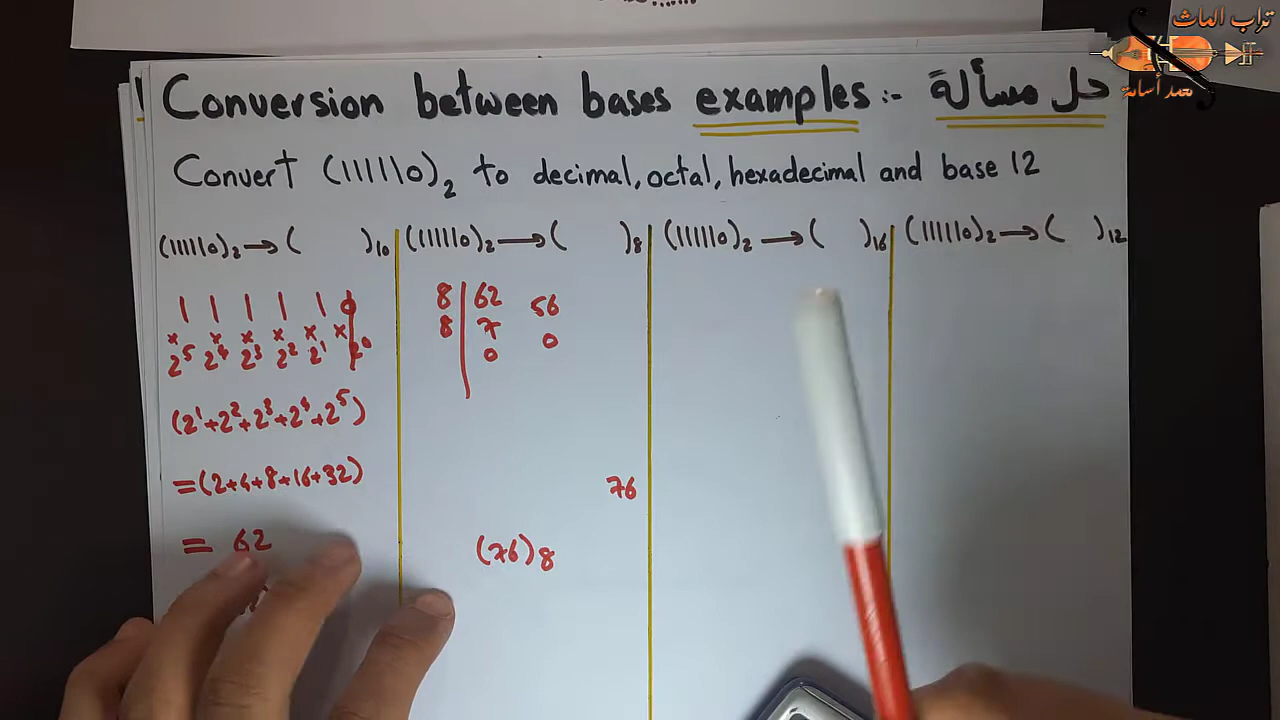 تراب الماث
محمد أسامة
Conversion between bases examples:- حل مسألة
Convert (111110)₂ to decimal, octal, hexadecimal and base 12
(111110)₂ → ( )₁₀
1 1 1 1 1 0
× × × × × ×
2⁵ 2⁴ 2³ 2² 2¹ 2⁰
(2¹+2²+2³+2⁴+2⁵)
=(2+4+8+16+32)
= 62
(111110)₂ → ( )₈
8 | 62 56
8 | 7 0
0
76
(76)8
(111110)₂ → ( )₁₆
(111110)₂ → ( )₁₂